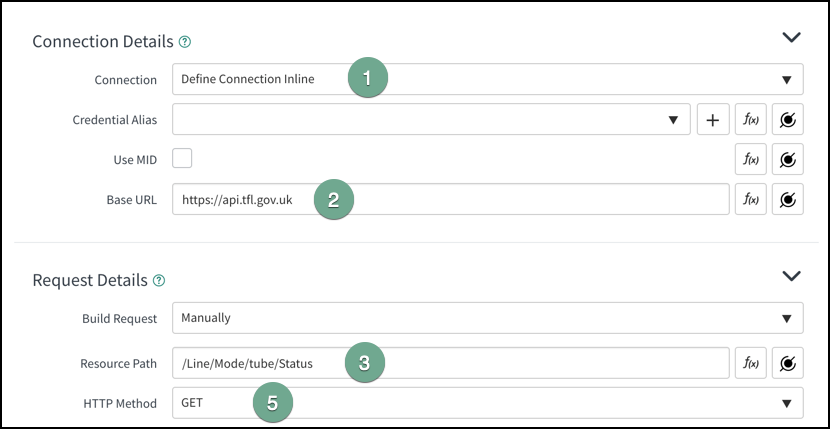 Connection Details ?
Connection Define Connection Inline 1
Credential Alias + f(x)
Use MID f(x)
Base URL https://api.tfl.gov.uk 2 f(x)
Request Details ?
Build Request Manually
Resource Path /Line/Mode/tube/Status 3 f(x)
HTTP Method GET 5